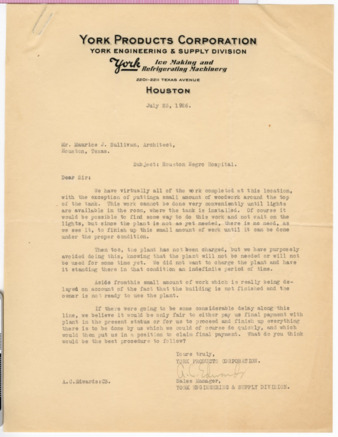 YORK PRODUCTS CORPORATION
YORK ENGINEERING & SUPPLY DIVISION
York Ice Making and
Refrigerating Machinery
2201-2211 TEXAS AVENUE
HOUSTON
July 23, 1926.
Mr. Maurice J. Sullivan, Architect,
Houston, Texas.
Subject: Houston Negro Hospital.
Dear Sir:
We have virtually all of the work completed at this location,
with the exception of putting a small amount of woodwork around the top
of the tank. This work cannot be done very conveniently until lights
are available in the room, where the tank is installed. Of course it
would be possible to find some way to do this work and not wait on the
lights, but since the plant is not as yet needed, there is no need, as
we see it, to finish up this small amount of work until it can be done
under the proper condition.
Then too, the plant has not been charged, but we have purposely
avoided doing this, knowing that the plant will not be needed or will not
be used for some time yet. We did not want to charge the plant and have
it standing there in that condition an indefinite period of time.
Aside from this small amount of work which is really being de-
layed on account of the fact that the building is not finished and the
owner is not ready to use the plant.
If there were going to be some considerable delay along this
line, we believe it would be only fair to either pay us final payment with
plant in the present status or for us to proceed and finish up everything
there is to be done by us which we could of course do quickly, and which
would then put us in a position to claim final payment. What do you think
would be the best procedure to follow?
Yours truly,
YORK PRODUCTS CORPORATION.
Sales Manager,
A.C.Edwards:Ch. YORK ENGINEERING & SUPPLY DIVISION.